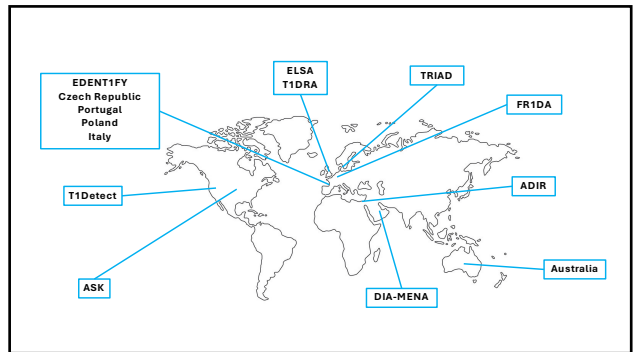 EDENT1FY
Czech Republic
Portugal
Poland
Italy
ELSA
T1DRA
TRIAD
FR1DA
T1Detect
ADIR
ASK
DIA-MENA
Australia